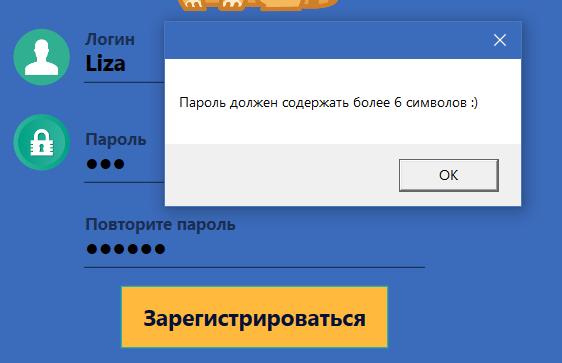 Логин
Liza
Пароль должен содержать более 6 символов :)
Пароль
●●●
OK
Повторите пароль
●●●●●●
Зарегистрироваться